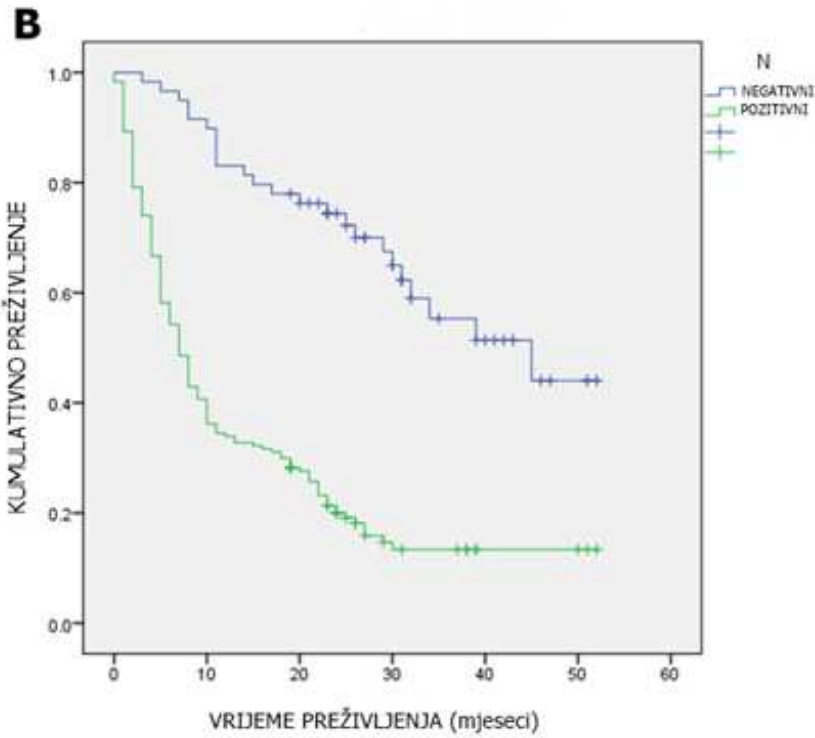 B
N
NEGATIVNI
POZITIVNI
KUMULATIVNO PREŽIVLJENJE
1.0
0.8
0.6
0.4
0.2
0.0
0 10 20 30 40 50 60
VRIJEME PREŽIVLJENJA (mjeseci)